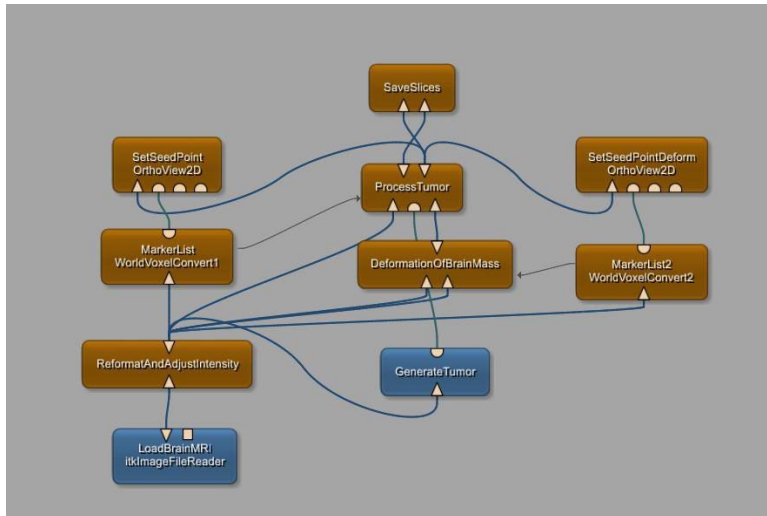 SaveSlices
SetSeedPoint
OrthoView2D
ProcessTumor
SetSeedPointDeform
OrthoView2D
MarkerList
WorldVoxelConvert1
DeformationOfBrainMass
MarkerList2
WorldVoxelConvert2
ReformatAndAdjustIntensity
GenerateTumor
LoadBrainMRI
itkImageFileReader